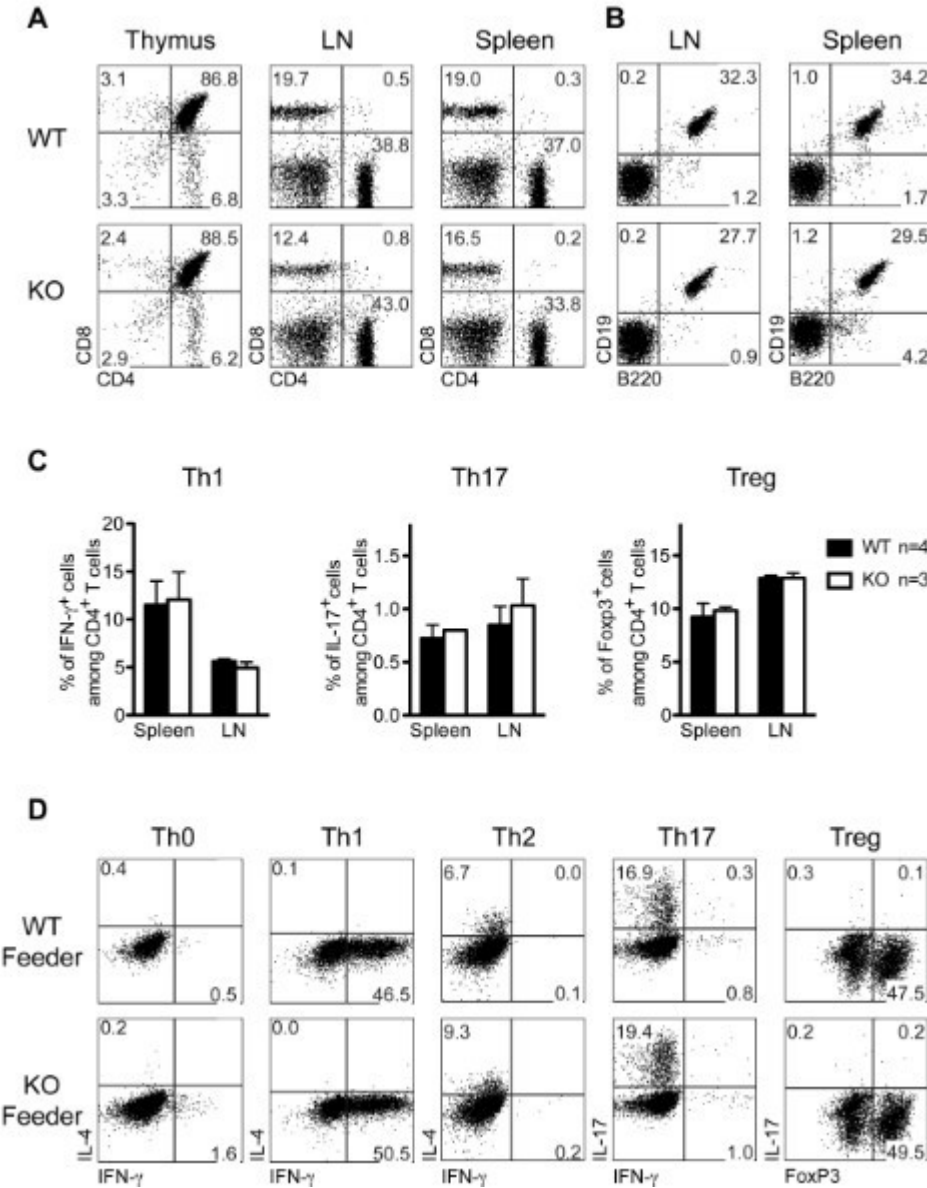 A
B
Thymus LN Spleen LN Spleen
WT
3.1 86.8 19.7 0.5 19.0 0.3 0.2 32.3 1.0 34.2
3.3 6.8 38.8 37.0 1.2 1.7
KO
2.4 88.5 12.4 0.8 16.5 0.2 0.2 27.7 1.2 29.5
2.9 6.2 43.0 33.8 0.9 4.2
CD8 CD8 CD8 CD19 CD19
CD4 CD4 CD4 B220 B220
C
Th1 Th17 Treg
% of IFN-γ+ cells
among CD4+ T cells
20
15
10
5
0
Spleen LN
% of IL-17+cells
among CD4+ T cells
1.5
1.0
0.5
0.0
Spleen LN
% of Foxp3+cells
among CD4+ T cells
15
10
5
0
Spleen LN
WT n=4
KO n=3
D
Th0 Th1 Th2 Th17 Treg
WT
Feeder
0.4 0.1 6.7 0.0 16.9 0.3 0.3 0.1
0.5 46.5 0.1 0.8 47.5
KO
Feeder
0.2 0.0 9.3 19.4 0.2 0.2
1.6 50.5 0.2 1.0 49.5
IL-4 IL-4 IL-4 IL-17 IL-17
IFN-γ IFN-γ IFN-γ IFN-γ FoxP3